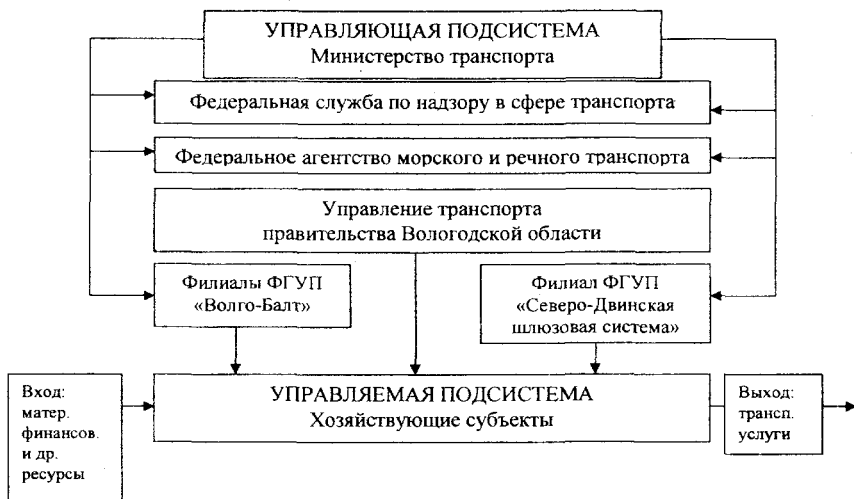 УПРАВЛЯЮЩАЯ ПОДСИСТЕМА
Министерство транспорта
Федеральная служба по надзору в сфере транспорта
Федеральное агентство морского и речного транспорта
Управление транспорта
правительства Вологодской области
Филиалы ФГУП
«Волго-Балт»
Филиал ФГУП
«Северо-Двинская
шлюзовая система»
Вход:
матер.
финансов.
и др.
ресурсы
УПРАВЛЯЕМАЯ ПОДСИСТЕМА
Хозяйствующие субъекты
Выход:
трансп.
услуги